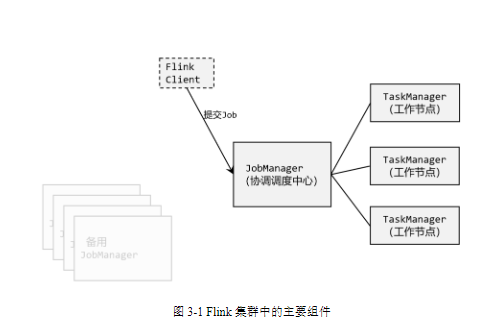 Flink
Client
提交Job
TaskManager
(工作节点)
JobManager
(协调调度中心)
TaskManager
(工作节点)
TaskManager
(工作节点)
备用
JobManager
图 3-1 Flink 集群中的主要组件